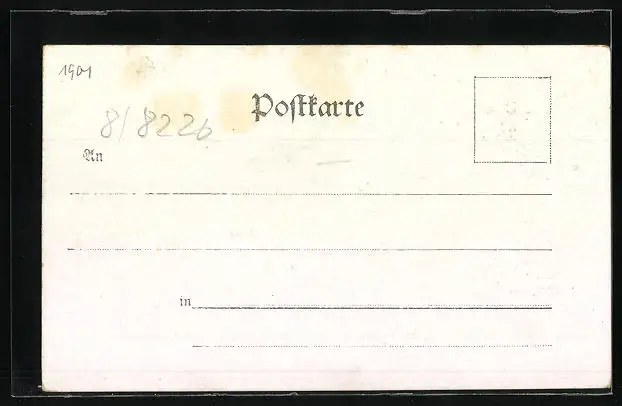 1901
Postkarte
8/8226
An
in